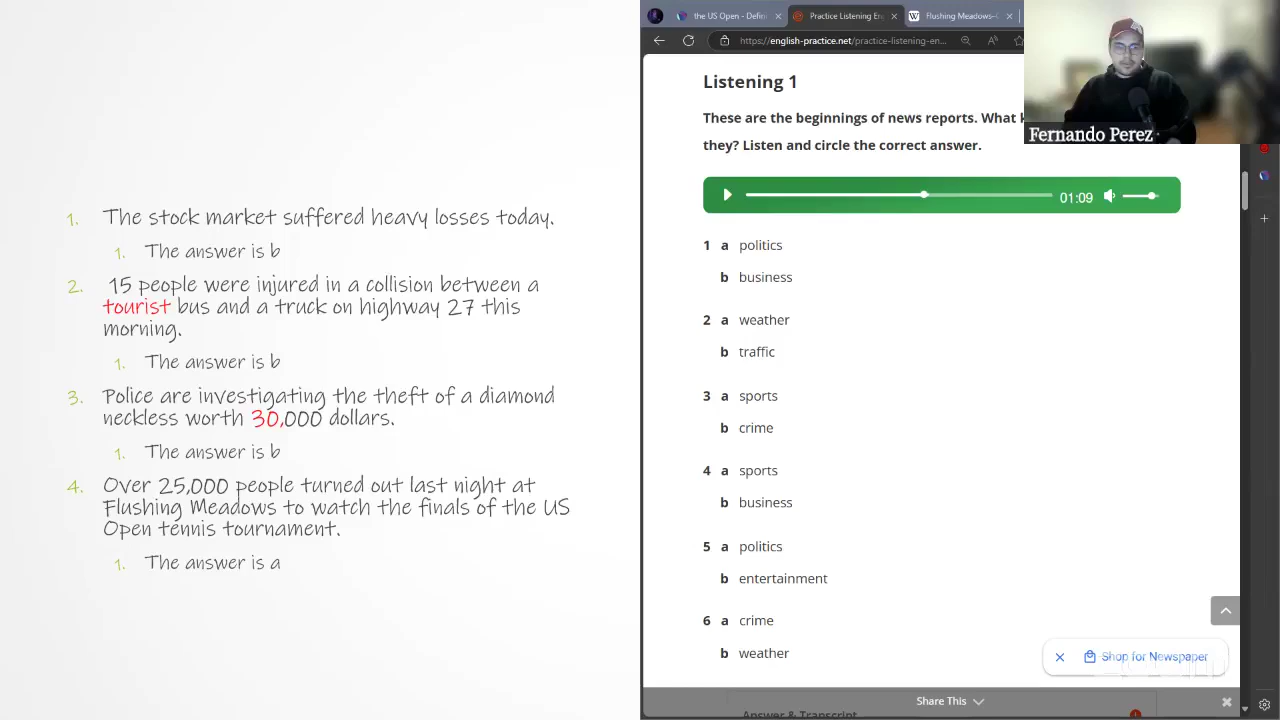 1. The stock market suffered heavy losses today.
1. The answer is b
2. 15 people were injured in a collision between a
tourist bus and a truck on highway 27 this
morning.
1. The answer is b
3. Police are investigating the theft of a diamond
neckless worth 30,000 dollars.
1. The answer is b
4. Over 25,000 people turned out last night at
Flushing Meadows to watch the finals of the US
Open tennis tournament.
1. The answer is a
the US Open - Defini
Practice Listening En
Flushing Meadows-
https://english-practice.net/practice-listening-en...
Listening 1
These are the beginnings of news reports. What
they? Listen and circle the correct answer.
Fernando Perez
01:09
1 a politics
b business
2 a weather
b traffic
3 a sports
b crime
4 a sports
b business
5 a politics
b entertainment
6 a crime
b weather
Shop for Newspaper
Share This
Answer & Transcript